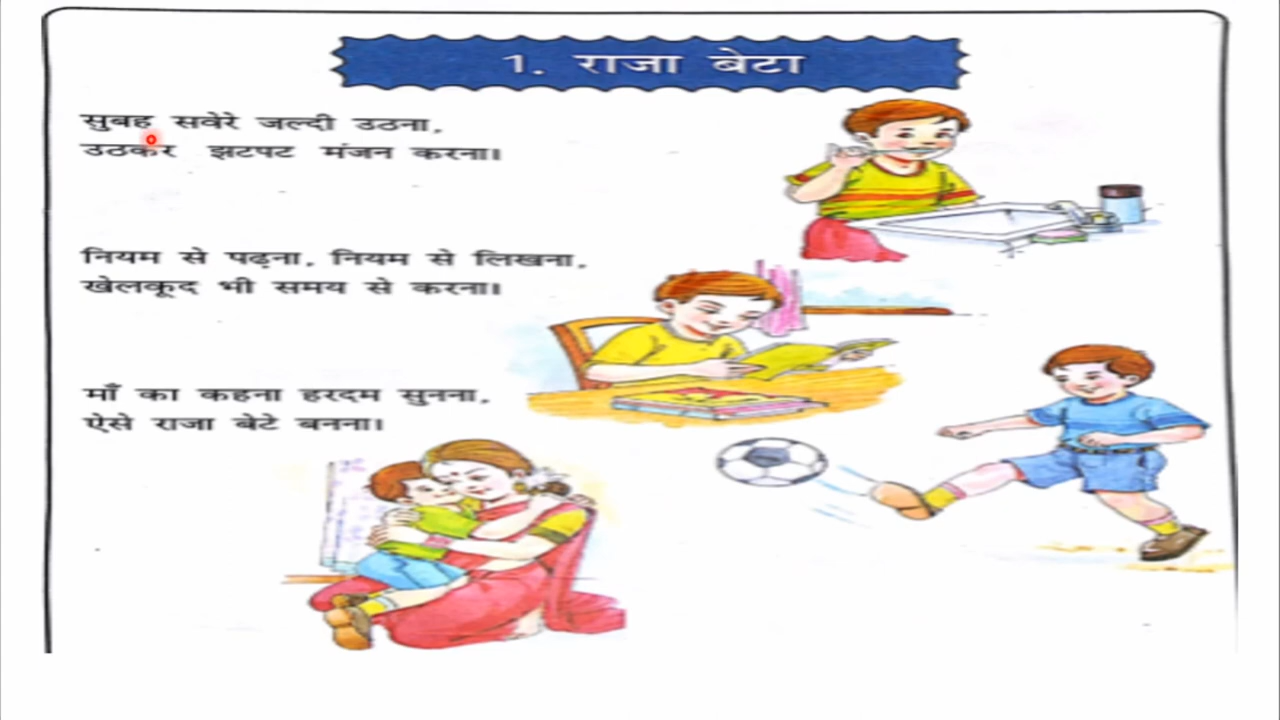 1. राजा बेटा
सुबह सवेरे जल्दी उठना,
उठकर झटपट मंजन करना।
नियम से पढ़ना, नियम से लिखना,
खेलकूद भी समय से करना।
माँ का कहना हरदम सुनना,
ऐसे राजा बेटे बनना।